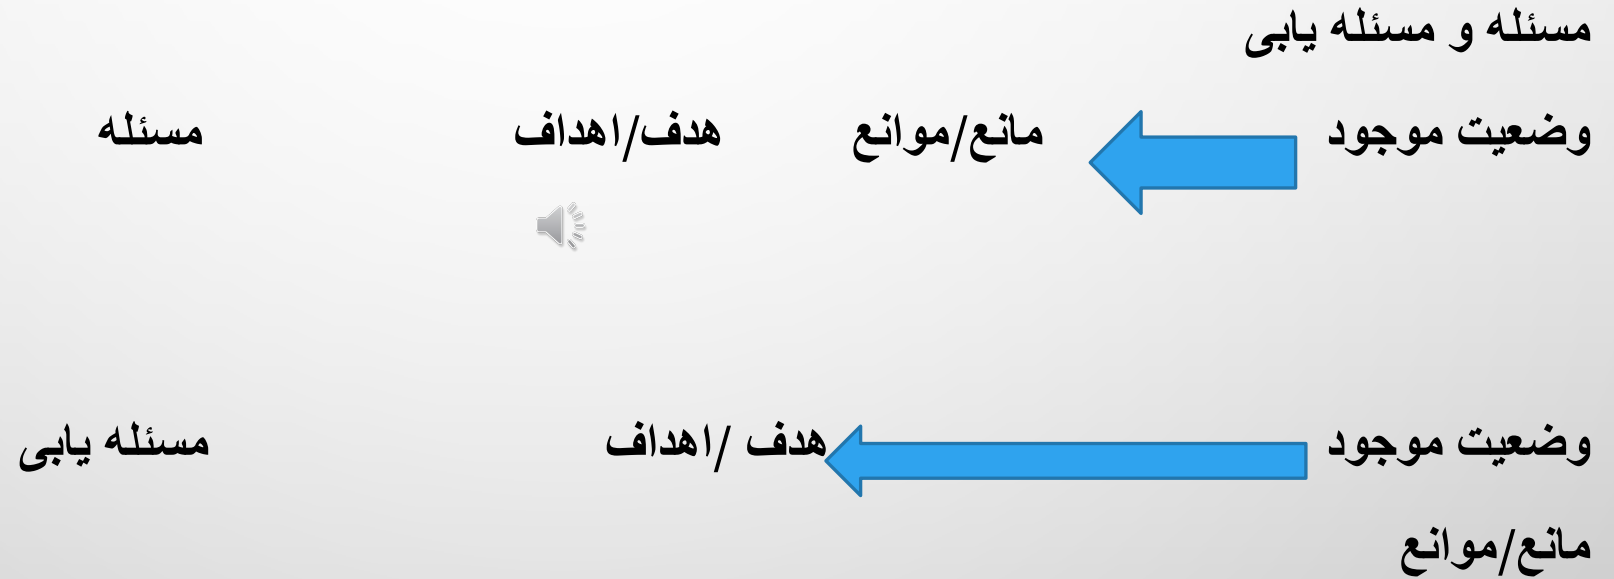 مسئله و مسئله یابی
وضعیت موجود مانع/موانع هدف/اهداف مسئله
وضعیت موجود هدف /اهداف مسئله یابی
مانع/موانع